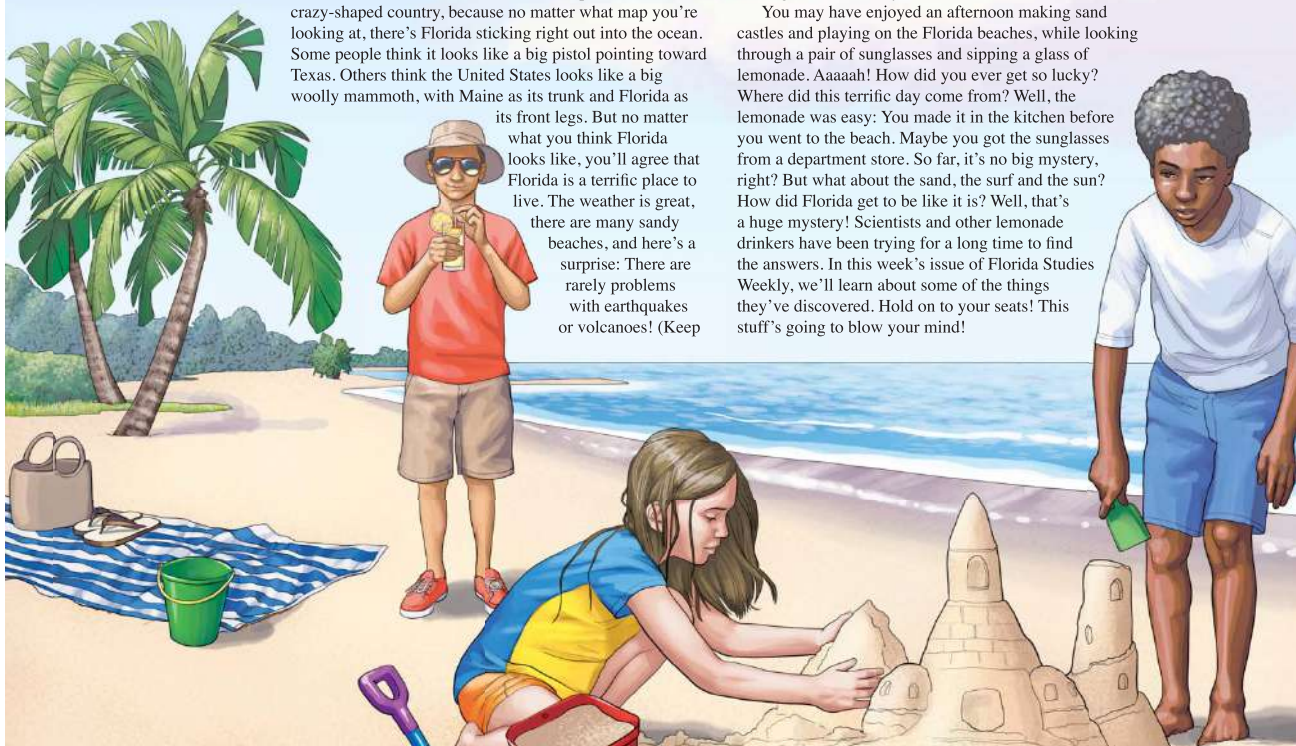 crazy-shaped country, because no matter what map you're
looking at, there's Florida sticking right out into the ocean.
Some people think it looks like a big pistol pointing toward
Texas. Others think the United States looks like a big
woolly mammoth, with Maine as its trunk and Florida as
its front legs. But no matter
what you think Florida
looks like, you'll agree that
Florida is a terrific place to
live. The weather is great,
there are many sandy
beaches, and here's a
surprise: There are
rarely problems
with earthquakes
or volcanoes! (Keep
You may have enjoyed an afternoon making sand
castles and playing on the Florida beaches, while looking
through a pair of sunglasses and sipping a glass of
lemonade. Aaaaah! How did you ever get so lucky?
Where did this terrific day come from? Well, the
lemonade was easy: You made it in the kitchen before
you went to the beach. Maybe you got the sunglasses
from a department store. So far, it's no big mystery,
right? But what about the sand, the surf and the sun?
How did Florida get to be like it is? Well, that's
a huge mystery! Scientists and other lemonade
drinkers have been trying for a long time to find
the answers. In this week's issue of Florida Studies
Weekly, we'll learn about some of the things
they've discovered. Hold on to your seats! This
stuff's going to blow your mind!